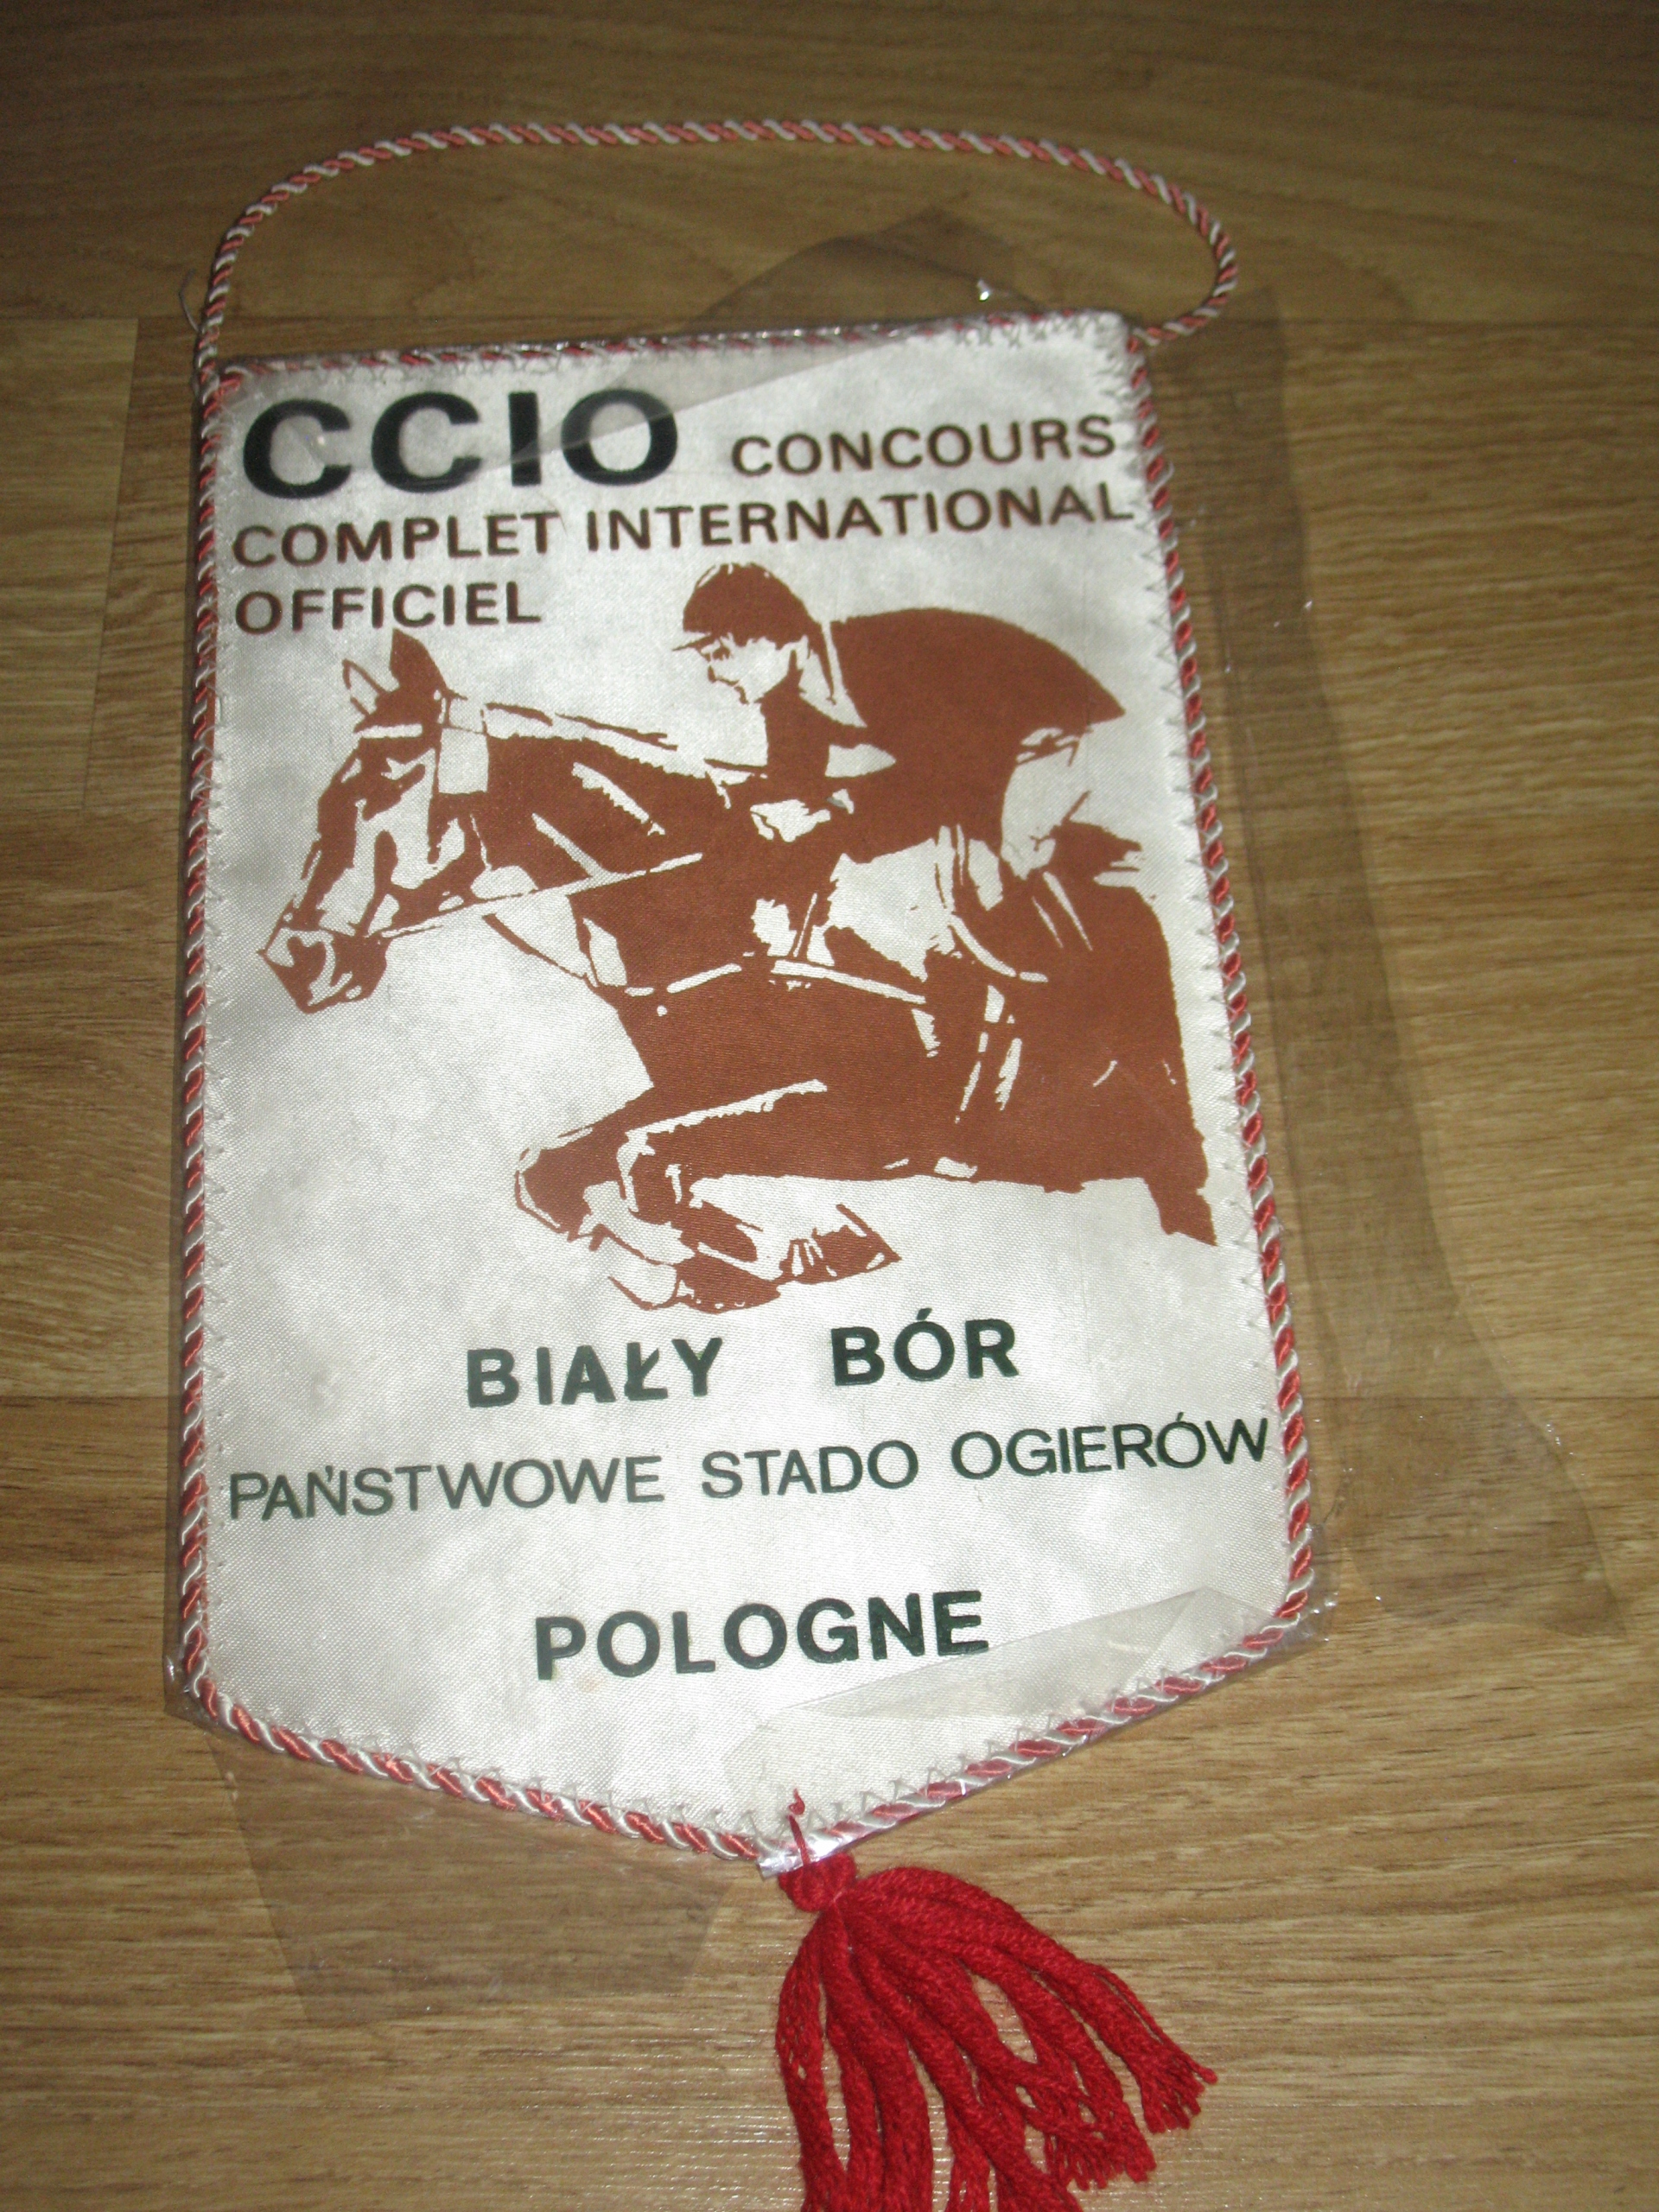 CCIO CONCOURS
COMPLET INTERNATIONAL
OFFICIEL
BIAŁY BÓR
PAŃSTWOWE STADO OGIERÓW
POLOGNE